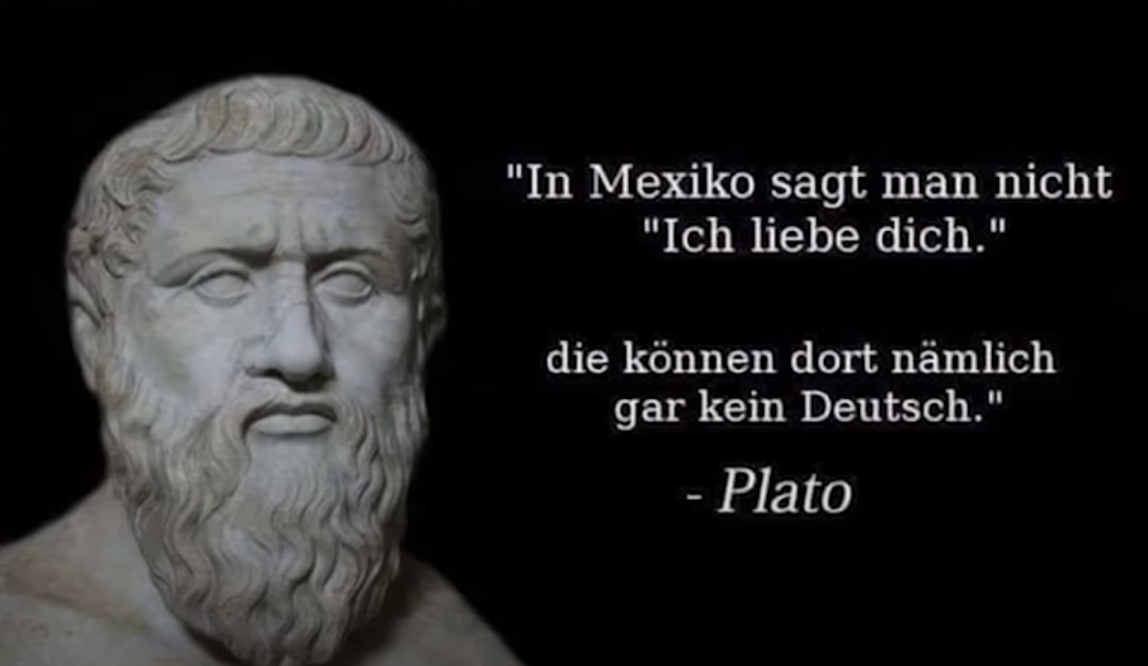 "In Mexiko sagt man nicht
"Ich liebe dich."
die können dort nämlich
gar kein Deutsch."
- Plato